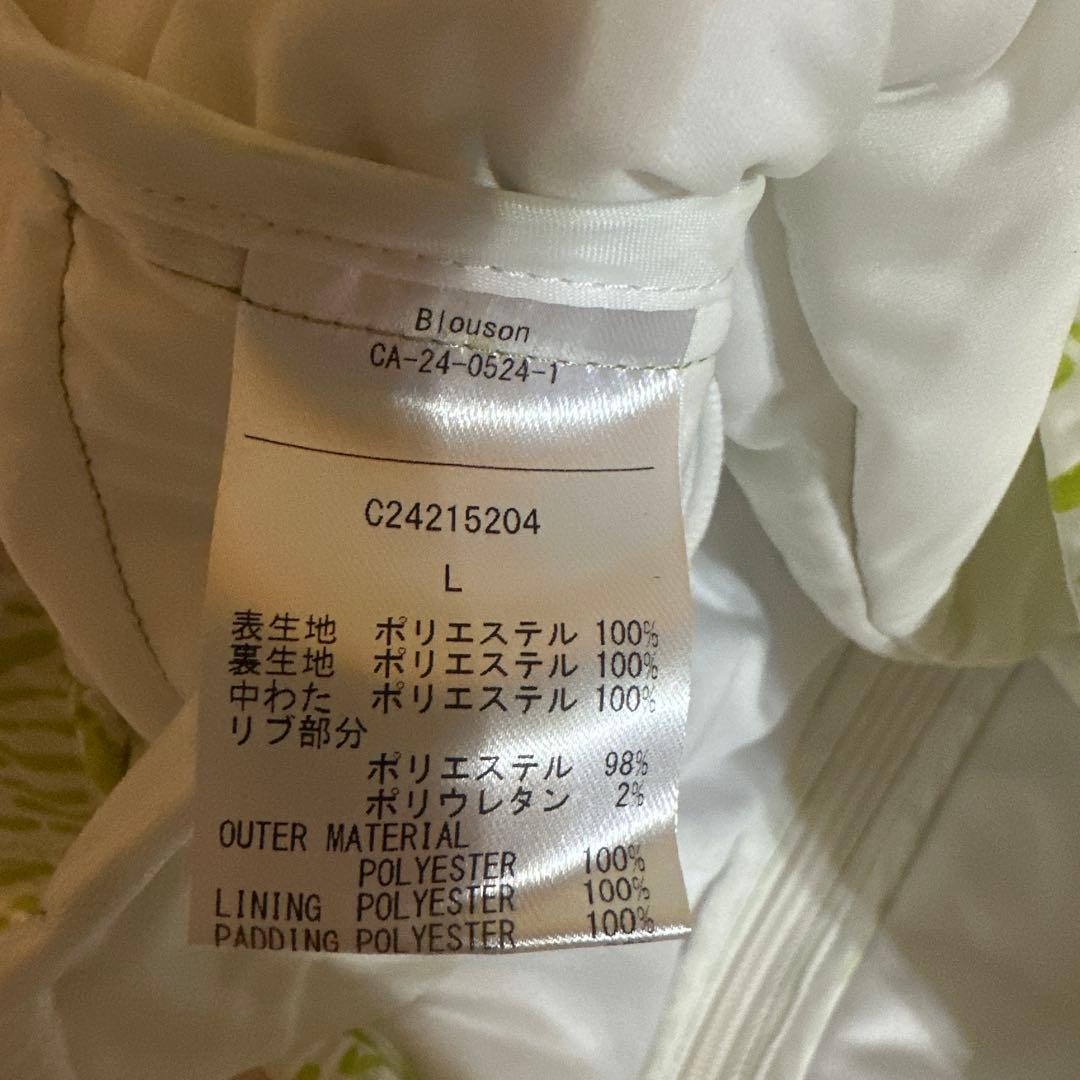 Blouson
CA-24-0524-1
C24215204
L
表生地 ポリエステル 100%
裏生地 ポリエステル 100%
中わた ポリエステル 100%
リブ部分
ポリエステル 98%
ポリウレタン 2%
OUTER MATERIAL
POLYESTER 100%
LINING POLYESTER 100%
PADDING POLYESTER 100%